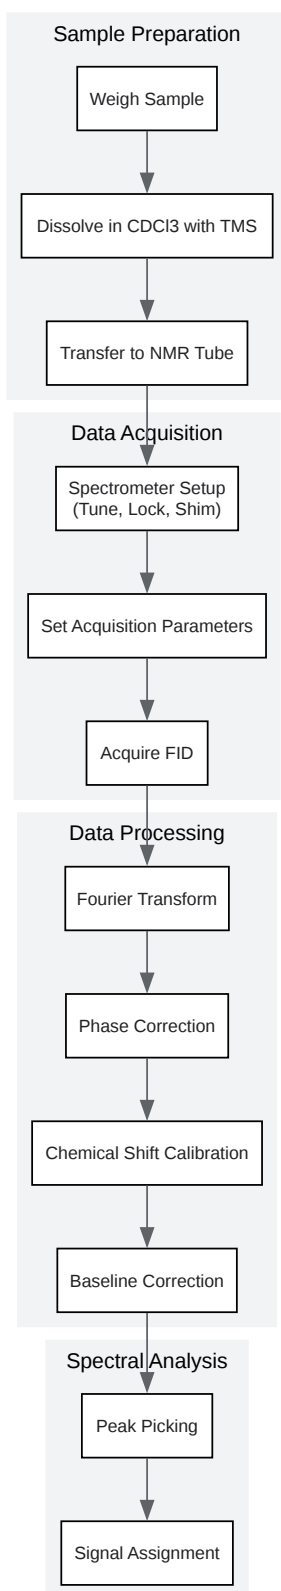 Sample Preparation
Weigh Sample
Dissolve in CDCl3 with TMS
Transfer to NMR Tube
Data Acquisition
Spectrometer Setup
(Tune, Lock, Shim)
Set Acquisition Parameters
Acquire FID
Data Processing
Fourier Transform
Phase Correction
Chemical Shift Calibration
Baseline Correction
Spectral Analysis
Peak Picking
Signal Assignment